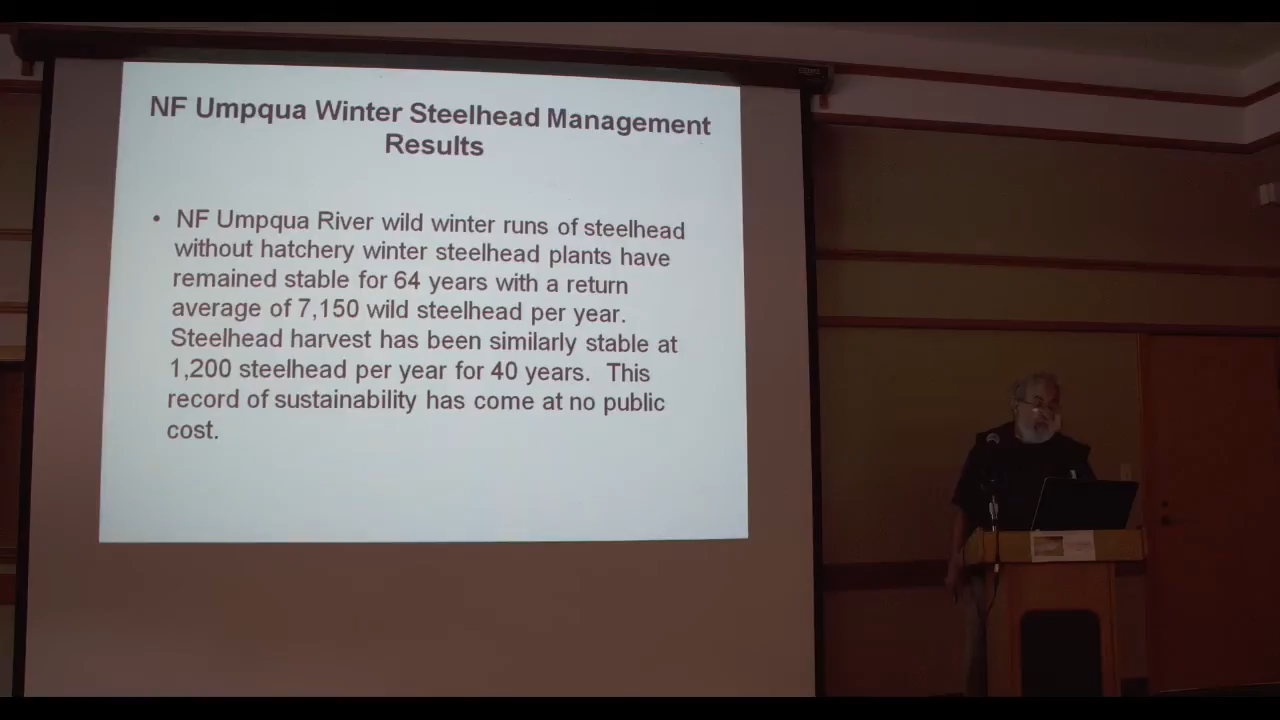 NF Umpqua Winter Steelhead Management
Results
• NF Umpqua River wild winter runs of steelhead
without hatchery winter steelhead plants have
remained stable for 64 years with a return
average of 7,150 wild steelhead per year.
Steelhead harvest has been similarly stable at
1,200 steelhead per year for 40 years. This
record of sustainability has come at no public
cost.